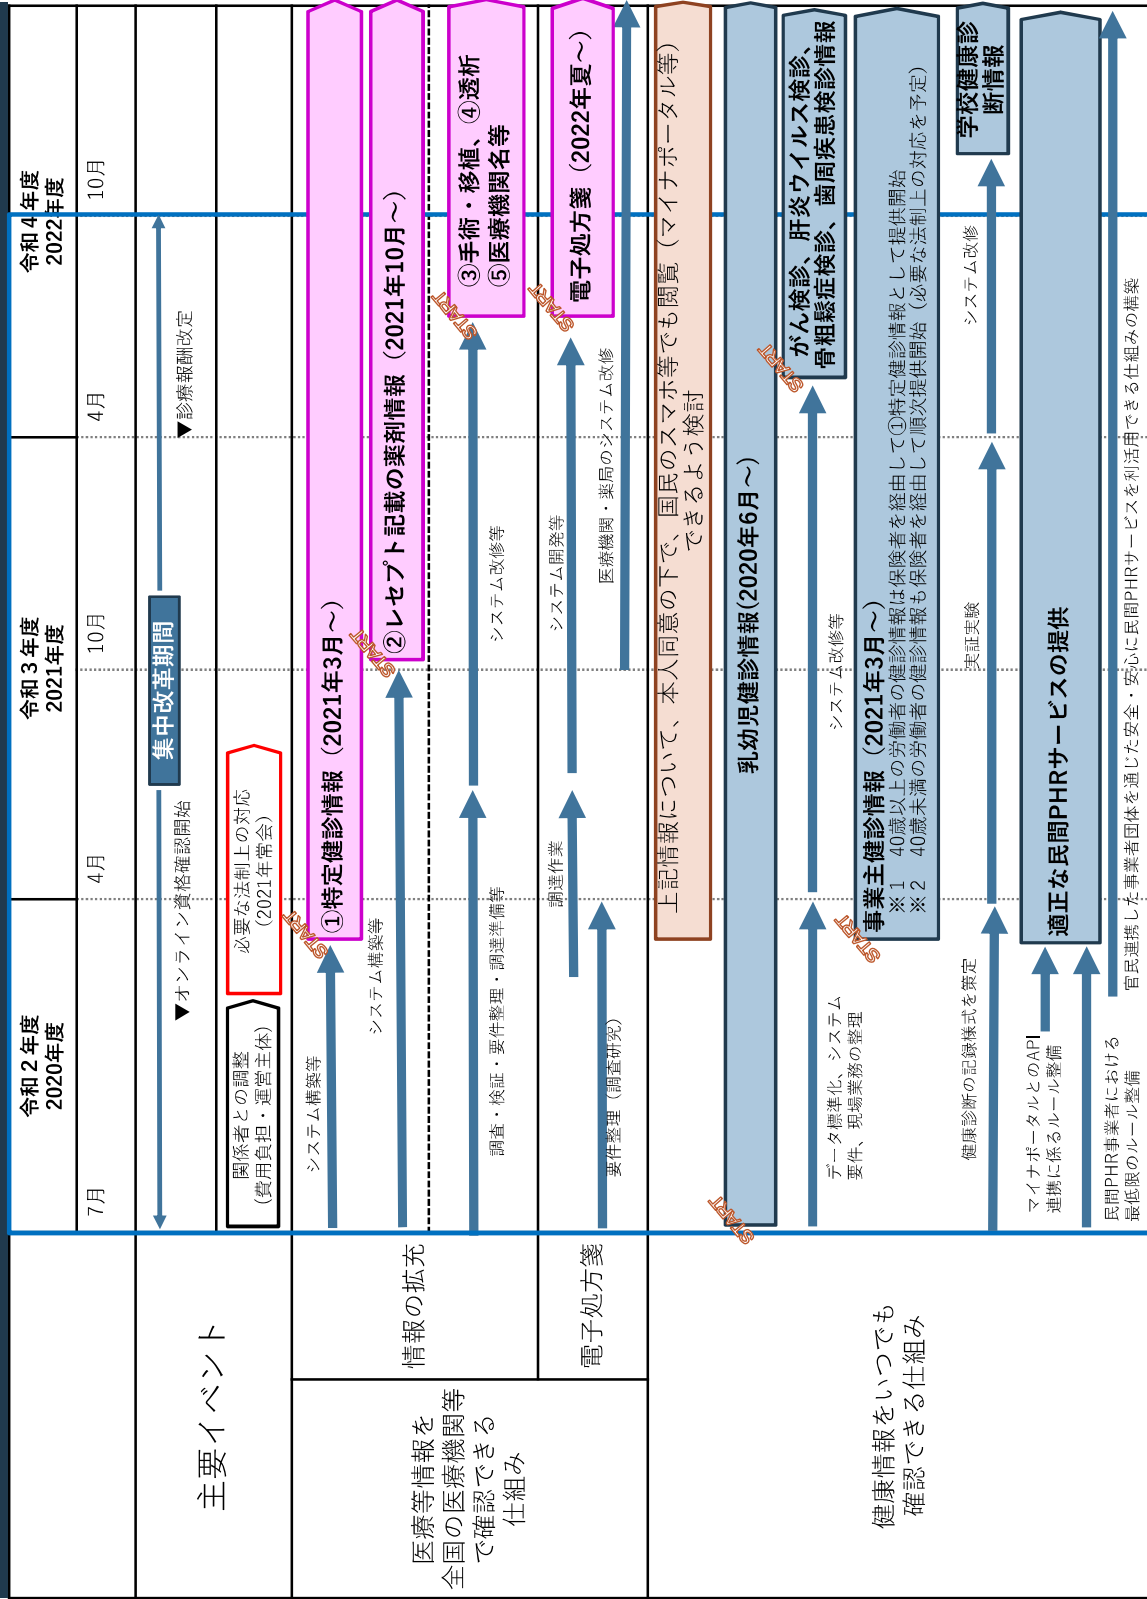 令和２年度
2020年度
令和３年度
2021年度
令和４年度
2022年度
7月
4月
10月
4月
10月
主要イベント
集中改革期間
▼オンライン資格確認開始
▼診療報酬改定
関係者との調整
（費用負担・運営主体）
必要な法制上の対応
（2021年常会）
医療等情報を
全国の医療機関等
で確認できる
仕組み
情報の拡充
システム構築等
START
①特定健診情報（2021年3月～）
システム構築等
START
②レセプト記載の薬剤情報（2021年10月～）
調査・検証・要件整理・調達準備等
システム改修等
START
③手術・移植、④透析
⑤医療機関名等
電子処方箋
要件整理（調査研究）
調達作業
システム開発等
START
電子処方箋（2022年夏～）
医療機関・薬局のシステム改修
健康情報をいつでも
確認できる仕組み
上記情報について、本人同意の下で、国民のスマホ等でも閲覧（マイナポータル等）
できるよう検討
START
乳幼児健診情報(2020年6月～)
データ標準化、システム
要件、現場業務の整理
システム改修等
START
がん検診、肝炎ウイルス検診、
骨粗鬆症検診、歯周疾患検診情報
START
事業主健診情報（2021年3月～）
※１　40歳以上の労働者の健診情報は保険者を経由して①特定健診情報として提供開始
※２　40歳未満の労働者の健診情報も保険者を経由して順次提供開始（必要な法制上の対応を予定）
健康診断の記録様式を策定
実証実験
システム改修
学校健康診
断情報
マイナポータルとのAPI
連携に係るルール整備
適正な民間PHRサービスの提供
民間PHR事業者における
最低限のルール整備
官民連携した事業者団体を通じた安全・安心に民間PHRサービスを利活用できる仕組みの構築